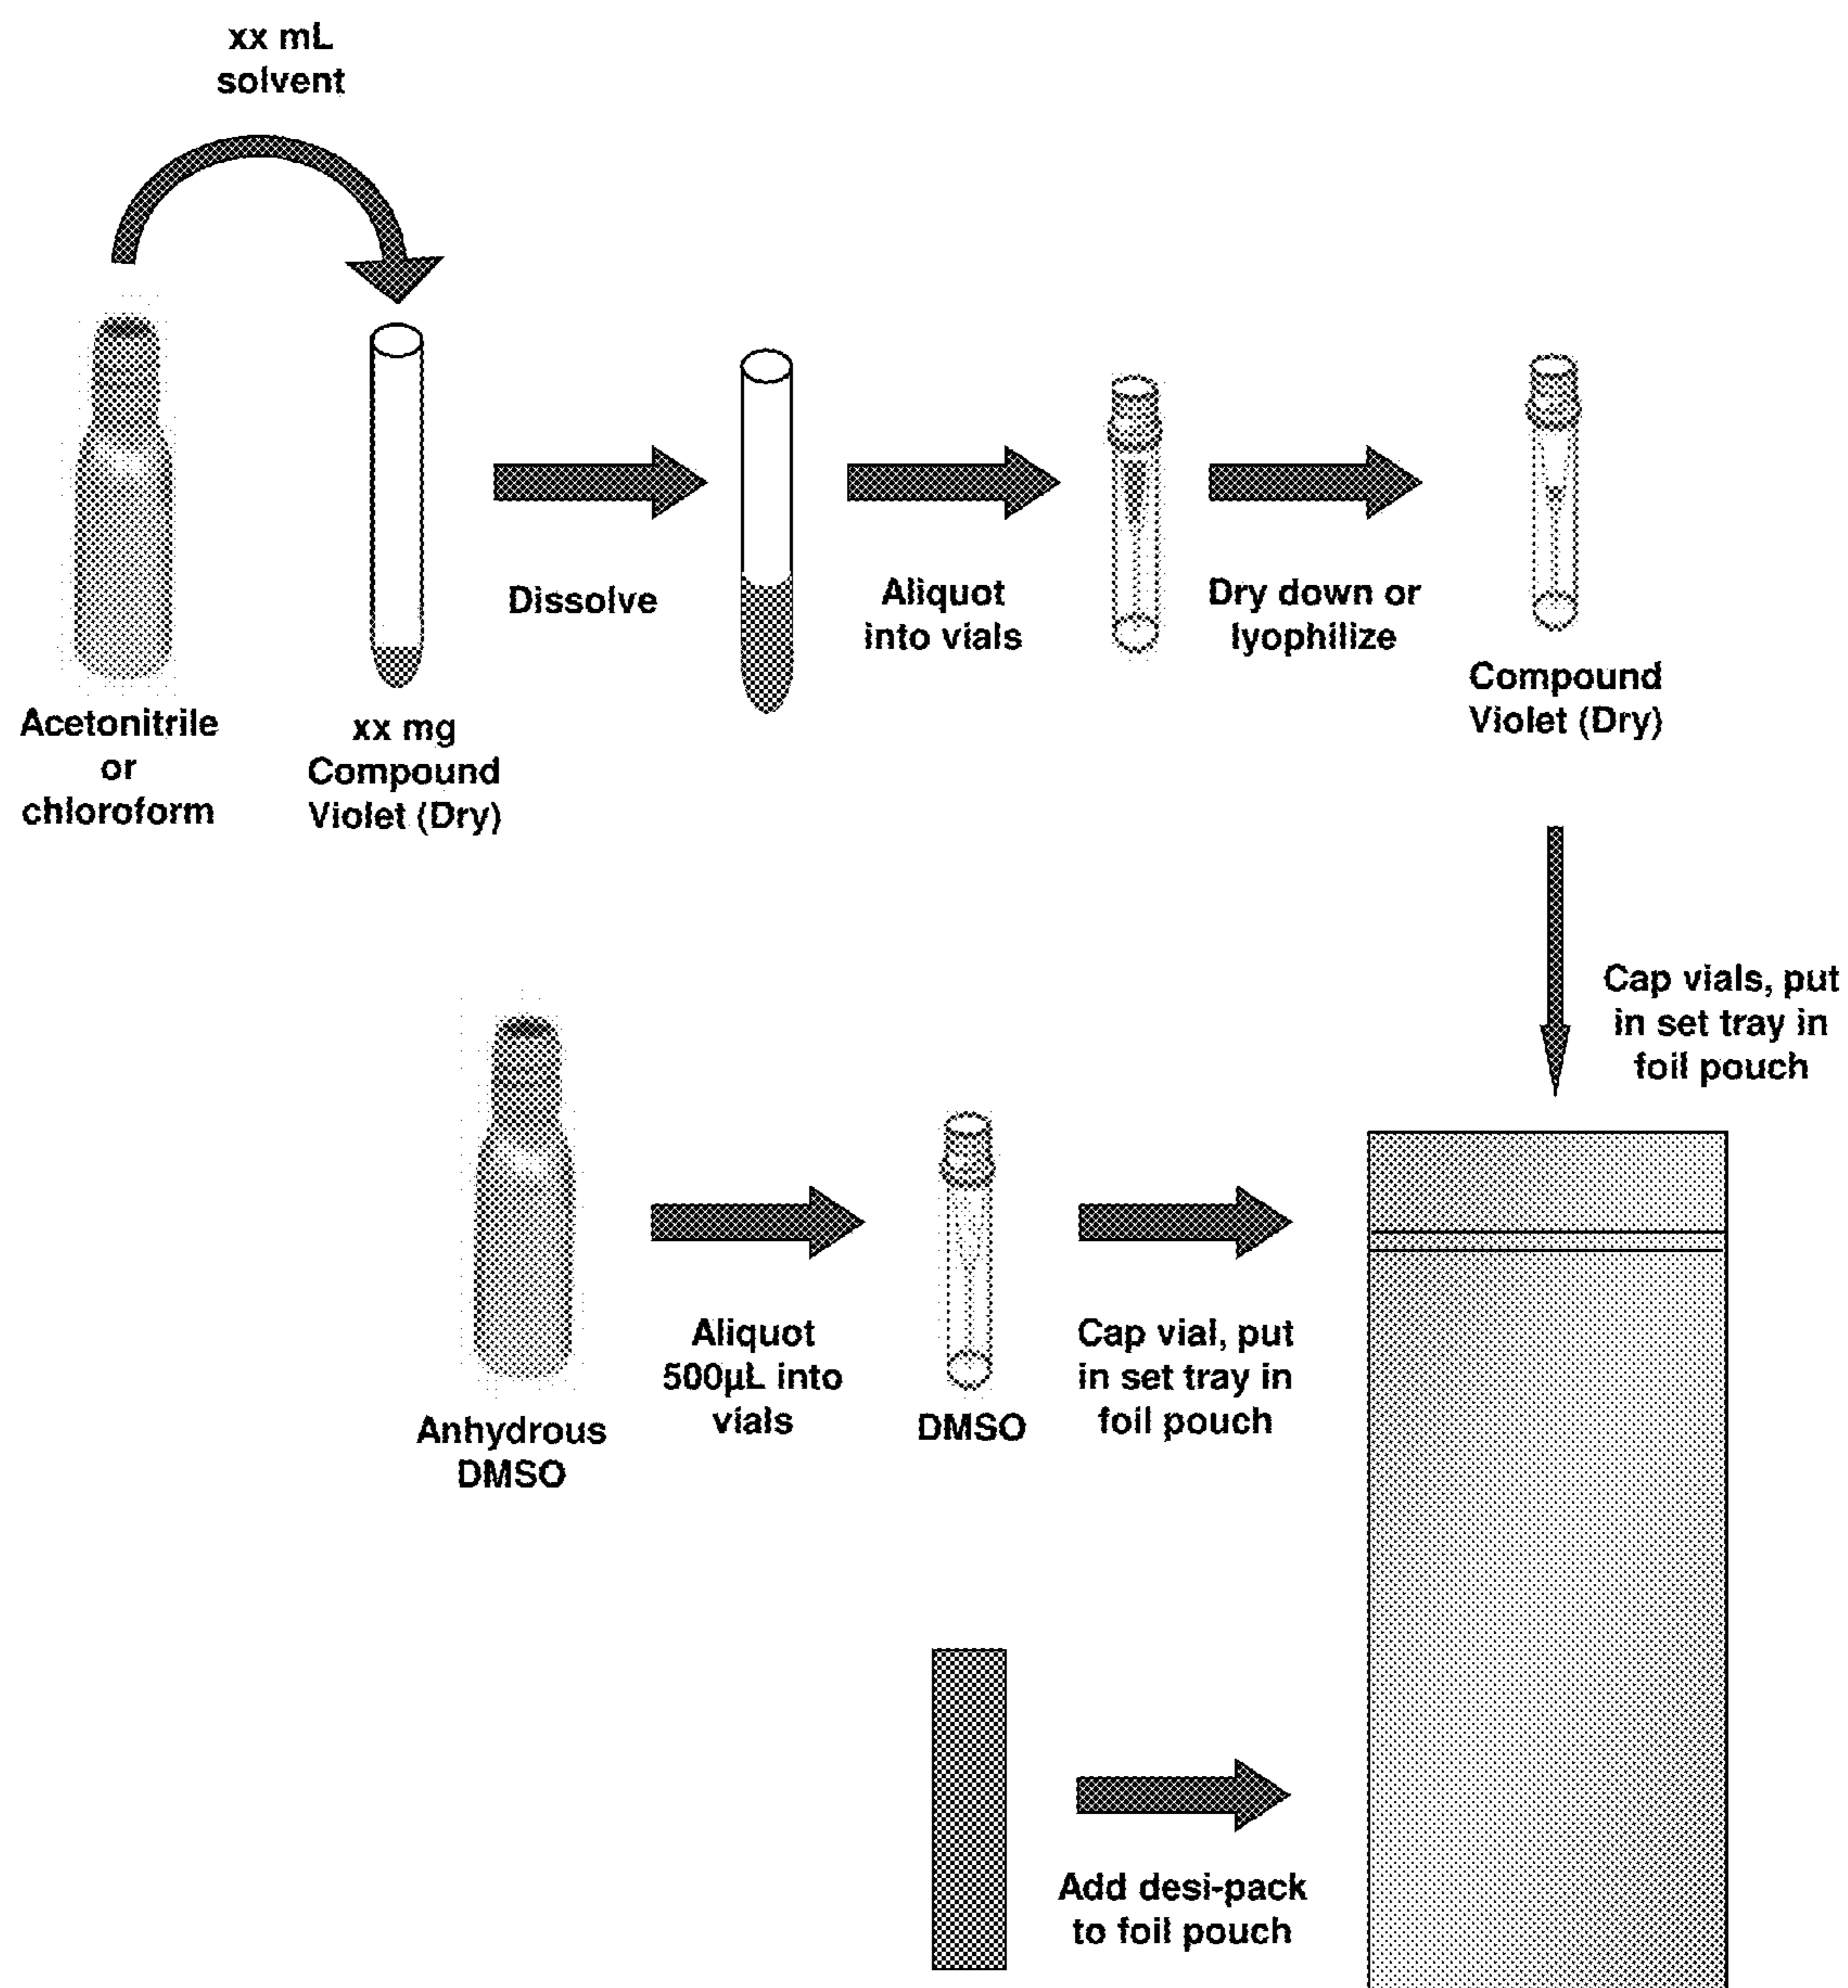 xx mL
solvent
Dissolve
Aliquot
into vials
Dry down or
lyophilize
Compound
Violet (Dry)
Acetonitrile
or
chloroform
xx mg
Compound
Violet (Dry)
Cap vials, put
in set tray in
foil pouch
Aliquot
500µL into
vials
Cap vial, put
in set tray in
foil pouch
DMSO
Anhydrous
DMSO
Add desi-pack
to foil pouch